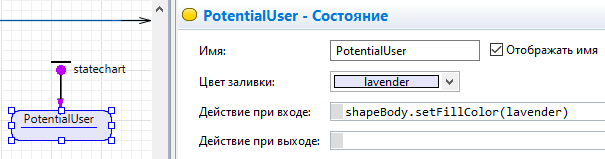 statechart
PotentialUser
PotentialUser - Состояние
Имя: PotentialUser Отображать имя
Цвет заливки: lavender
Действие при входе: shapeBody.setFillColor(lavender)
Действие при выходе: